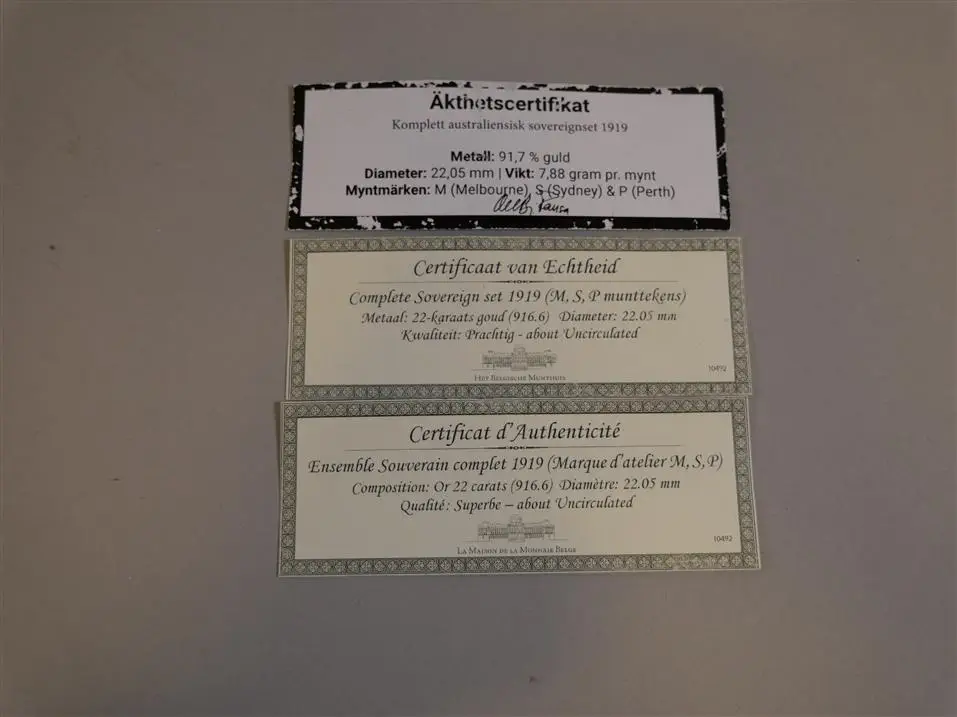 Äkthetscertifikat
Komplett australiensisk sovereignset 1919
Metall: 91,7 % guld
Diameter: 22,05 mm | Vikt: 7,88 gram pr. mynt
Myntmärken: M (Melbourne), S (Sydney) & P (Perth)
Certificaat van Echtheid
Complete Sovereign set 1919 (M, S, P munttekens)
Metaal: 22-karaats goud (916.6) Diameter: 22.05 mm
Kwaliteit: Prachtig - about Uncirculated
10492
Het Belgische Munthuis
Certificat d'Authenticité
Ensemble Souverain complet 1919 (Marque d'atelier M, S, P)
Composition: Or 22 carats (916.6) Diamètre: 22.05 mm
Qualité: Superbe – about Uncirculated
10492
La Maison de la Monnaie Belge